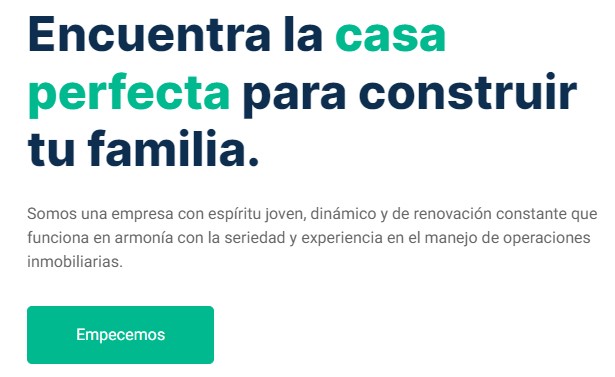 Encuentra la casa
perfecta para construir
tu familia.
Somos una empresa con espíritu joven, dinámico y de renovación constante que
funciona en armonía con la seriedad y experiencia en el manejo de operaciones
inmobiliarias.
Empecemos